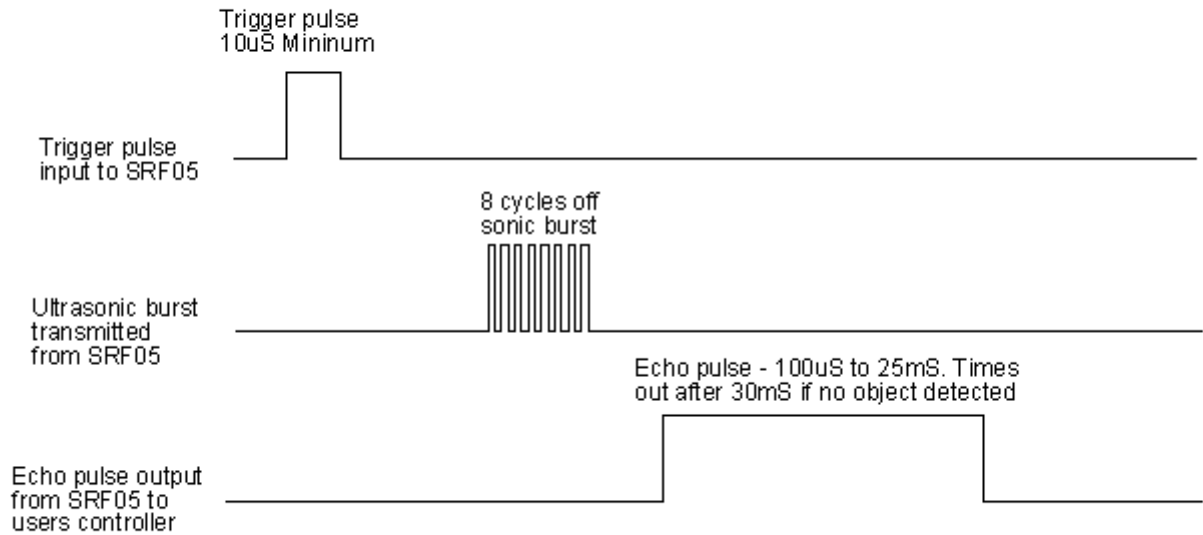 Trigger pulse
10uS Mininum
Trigger pulse
input to SRF05
8 cycles off
sonic burst
Ultrasonic burst
transmitted
from SRF05
Echo pulse - 100uS to 25mS. Times
out after 30mS if no object detected
Echo pulse output
from SRF05 to
users controller